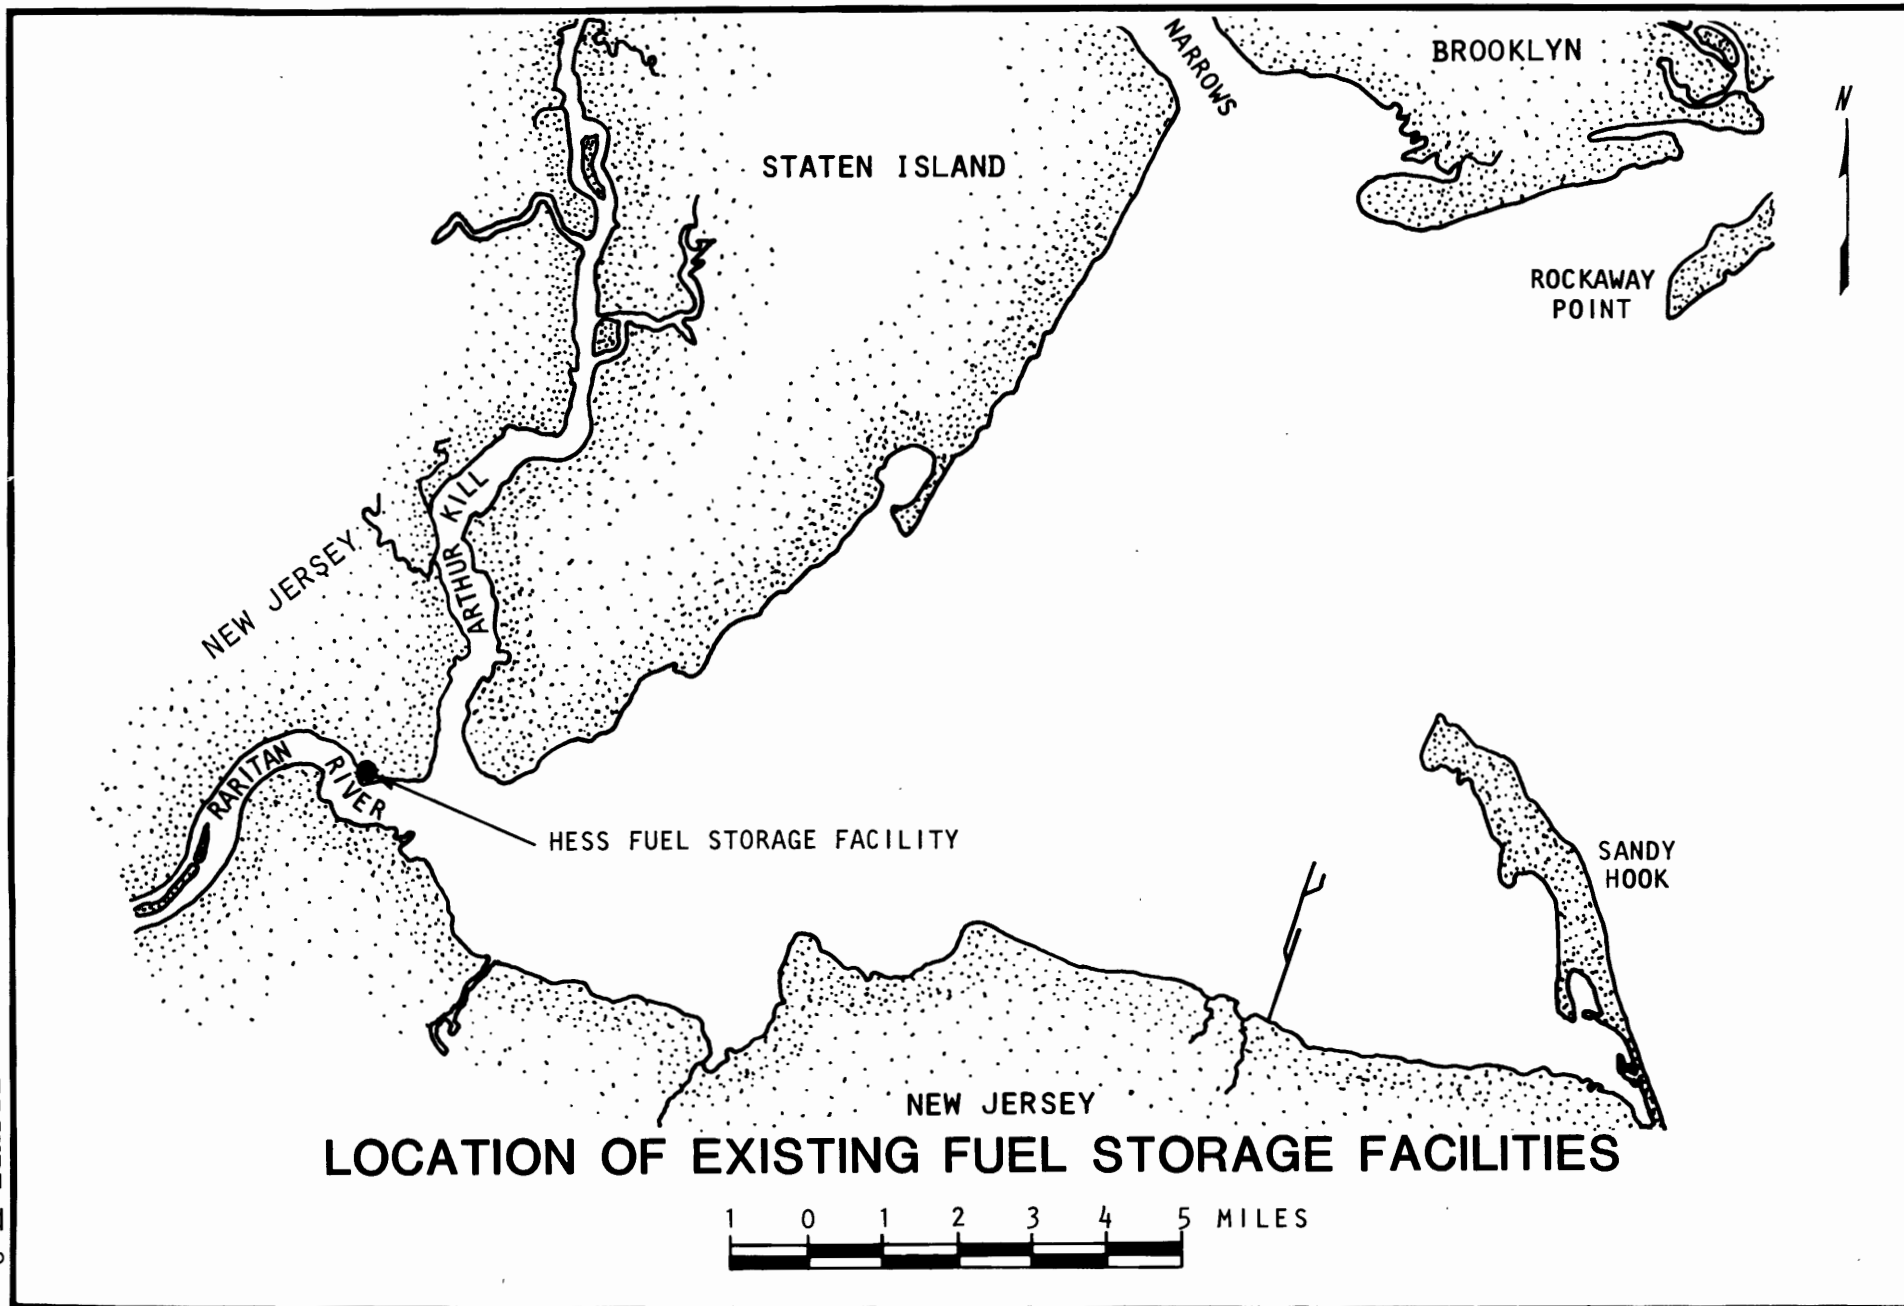 NARROWS
BROOKLYN
N
STATEN ISLAND
ROCKAWAY
POINT
ARTHUR KILL
NEW JERSEY
RARITAN RIVER
HESS FUEL STORAGE FACILITY
SANDY
HOOK
NEW JERSEY
LOCATION OF EXISTING FUEL STORAGE FACILITIES
1 0 1 2 3 4 5 MILES